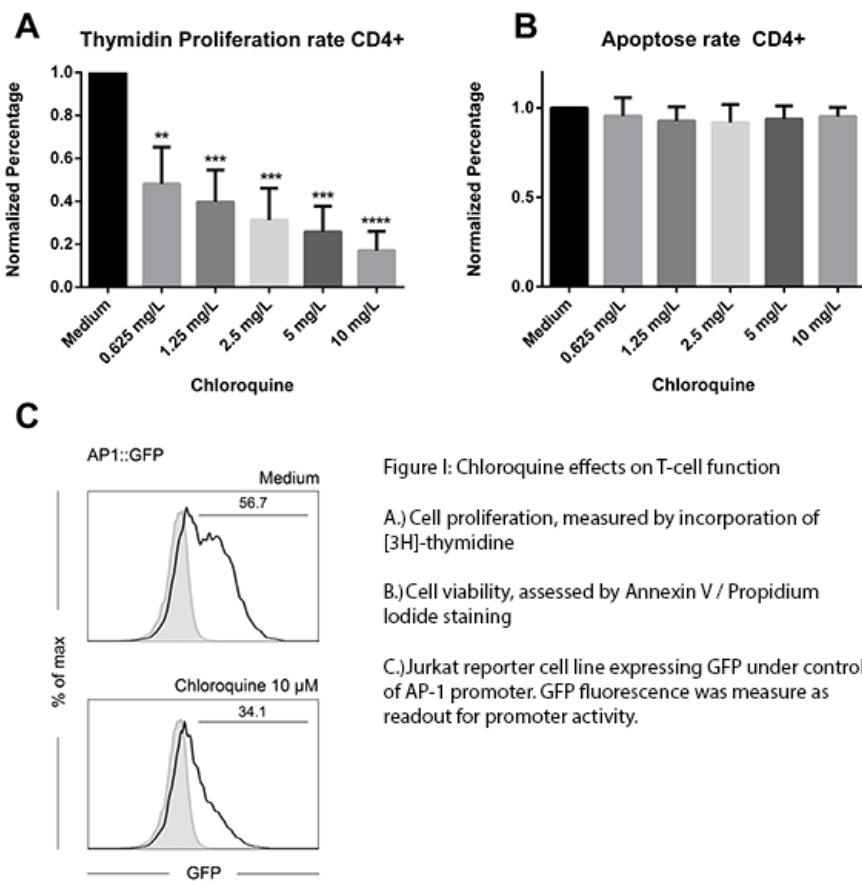 A
Thymidin Proliferation rate CD4+
Normalized Percentage
1.0
0.8
0.6
0.4
0.2
0.0
**
***
***
***
****
Medium
0.625 mg/L
1.25 mg/L
2.5 mg/L
5 mg/L
10 mg/L
Chloroquine
B
Apoptose rate CD4+
Normalized Percentage
1.0
0.5
0.0
Medium
0.625 mg/L
1.25 mg/L
2.5 mg/L
5 mg/L
10 mg/L
Chloroquine
C
AP1::GFP
Medium
56.7
% of max
Chloroquine 10 µM
34.1
GFP
Figure I: Chloroquine effects on T-cell function
A.) Cell proliferation, measured by incorporation of
[3H]-thymidine
B.) Cell viability, assessed by Annexin V / Propidium
Iodide staining
C.)Jurkat reporter cell line expressing GFP under control
of AP-1 promoter. GFP fluorescence was measure as
readout for promoter activity.